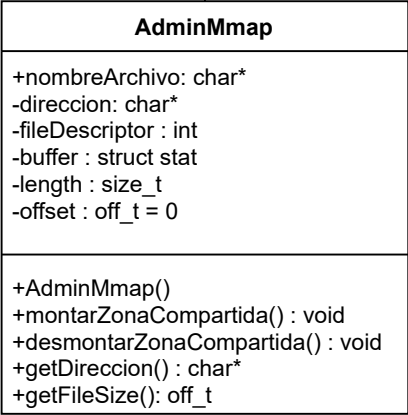 AdminMmap
+nombreArchivo: char*
-direccion: char*
-fileDescriptor : int
-buffer : struct stat
-length : size_t
-offset : off_t = 0
+AdminMmap()
+montarZonaCompartida() : void
+desmontarZonaCompartida() : void
+getDireccion() : char*
+getFileSize(): off_t